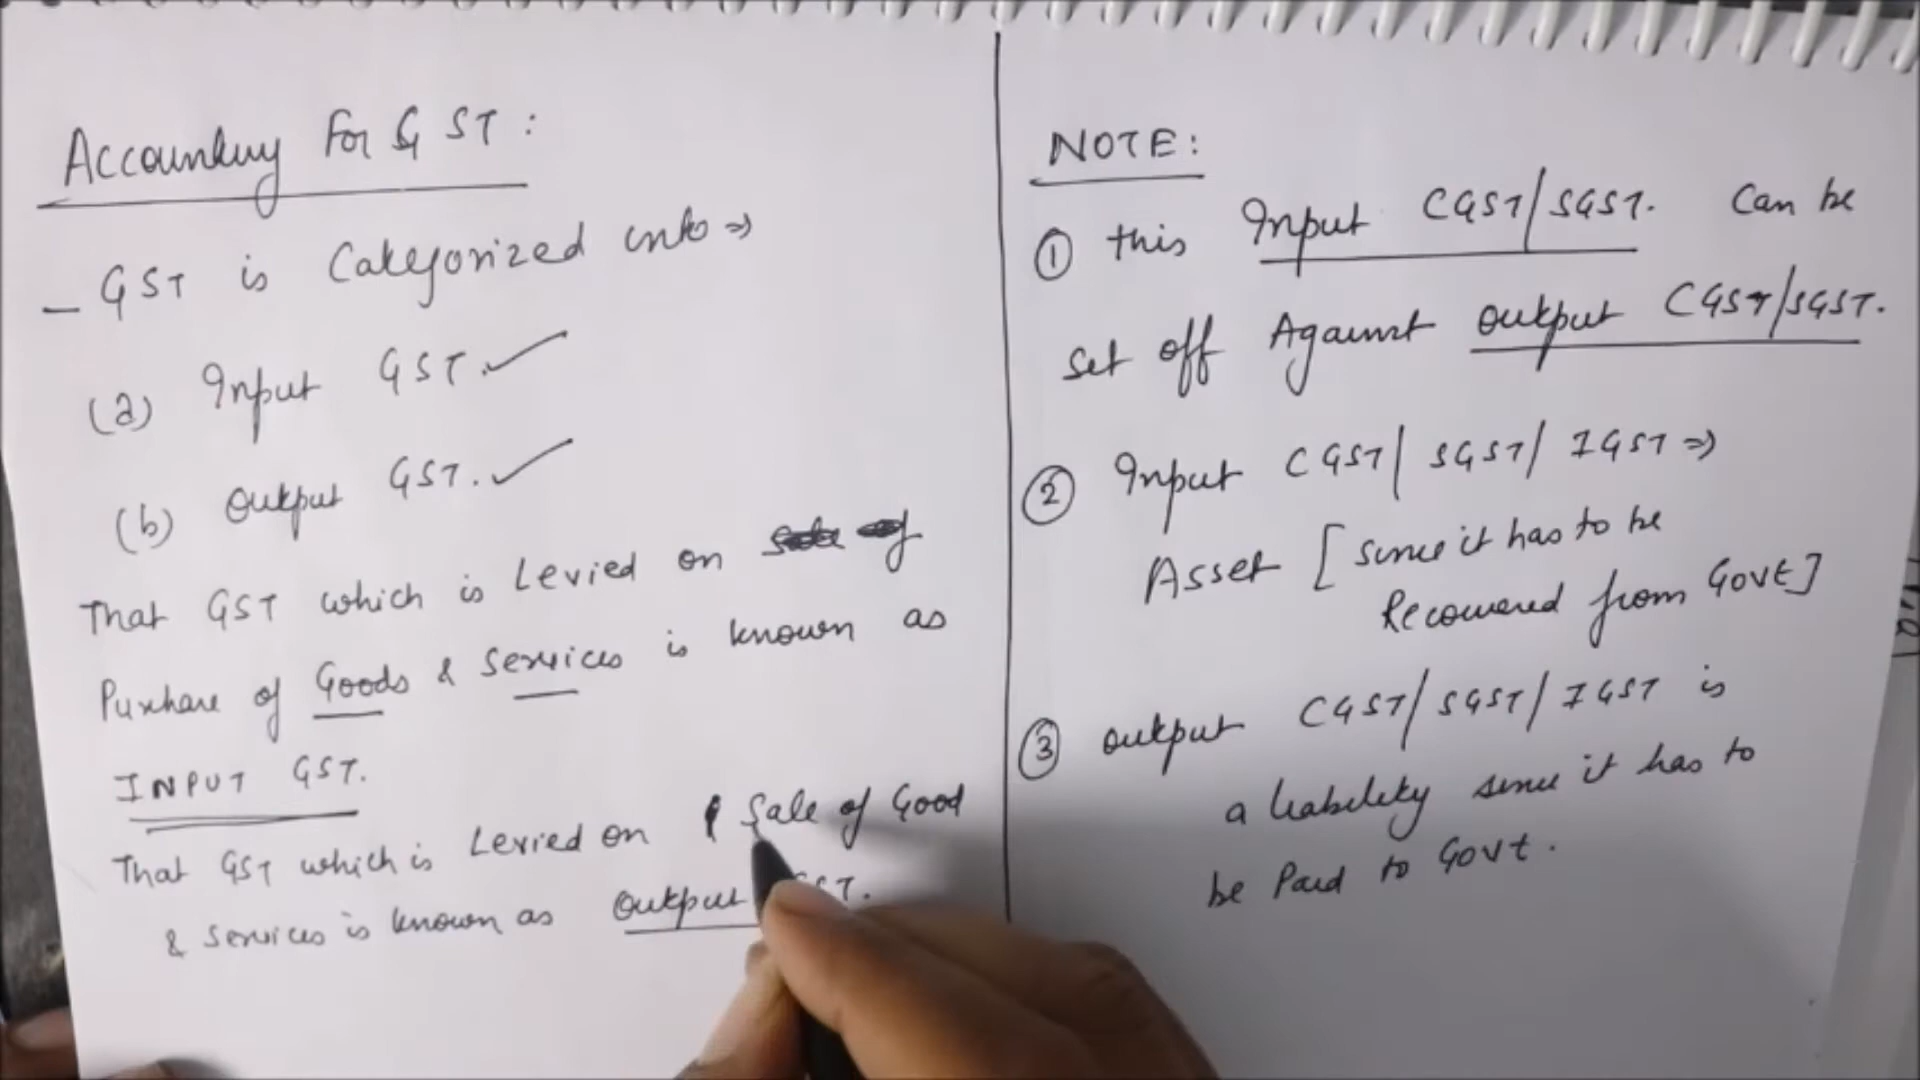 Accounting For GST:
- GST is Categorized into ⇒
(a) Input GST. ✓
(b) Output GST. ✓
That GST which is Levied on of
Purchase of Goods & Services is known as
INPUT GST.
That GST which is Levied on Sale of Good
& Services is known as Output GST.
NOTE:
① this Input CGST/SGST. Can be
Set off Against output CGST/SGST.
② Input CGST/SGST/IGST ⇒
Asset [Since it has to be
Recovered from Govt]
③ output CGST/SGST/IGST is
a liability since it has to
be Paid to Govt.